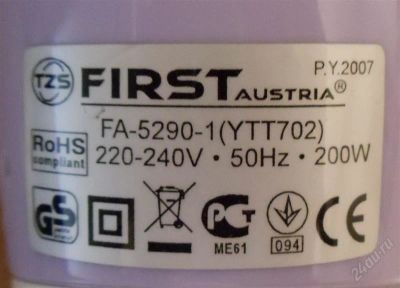 TZS FIRST AUSTRIA® P.Y.2007
FA-5290-1(YTT702)
RoHS compliant
220-240V • 50Hz • 200W
GS PG CE
ME61 094
24au.ru